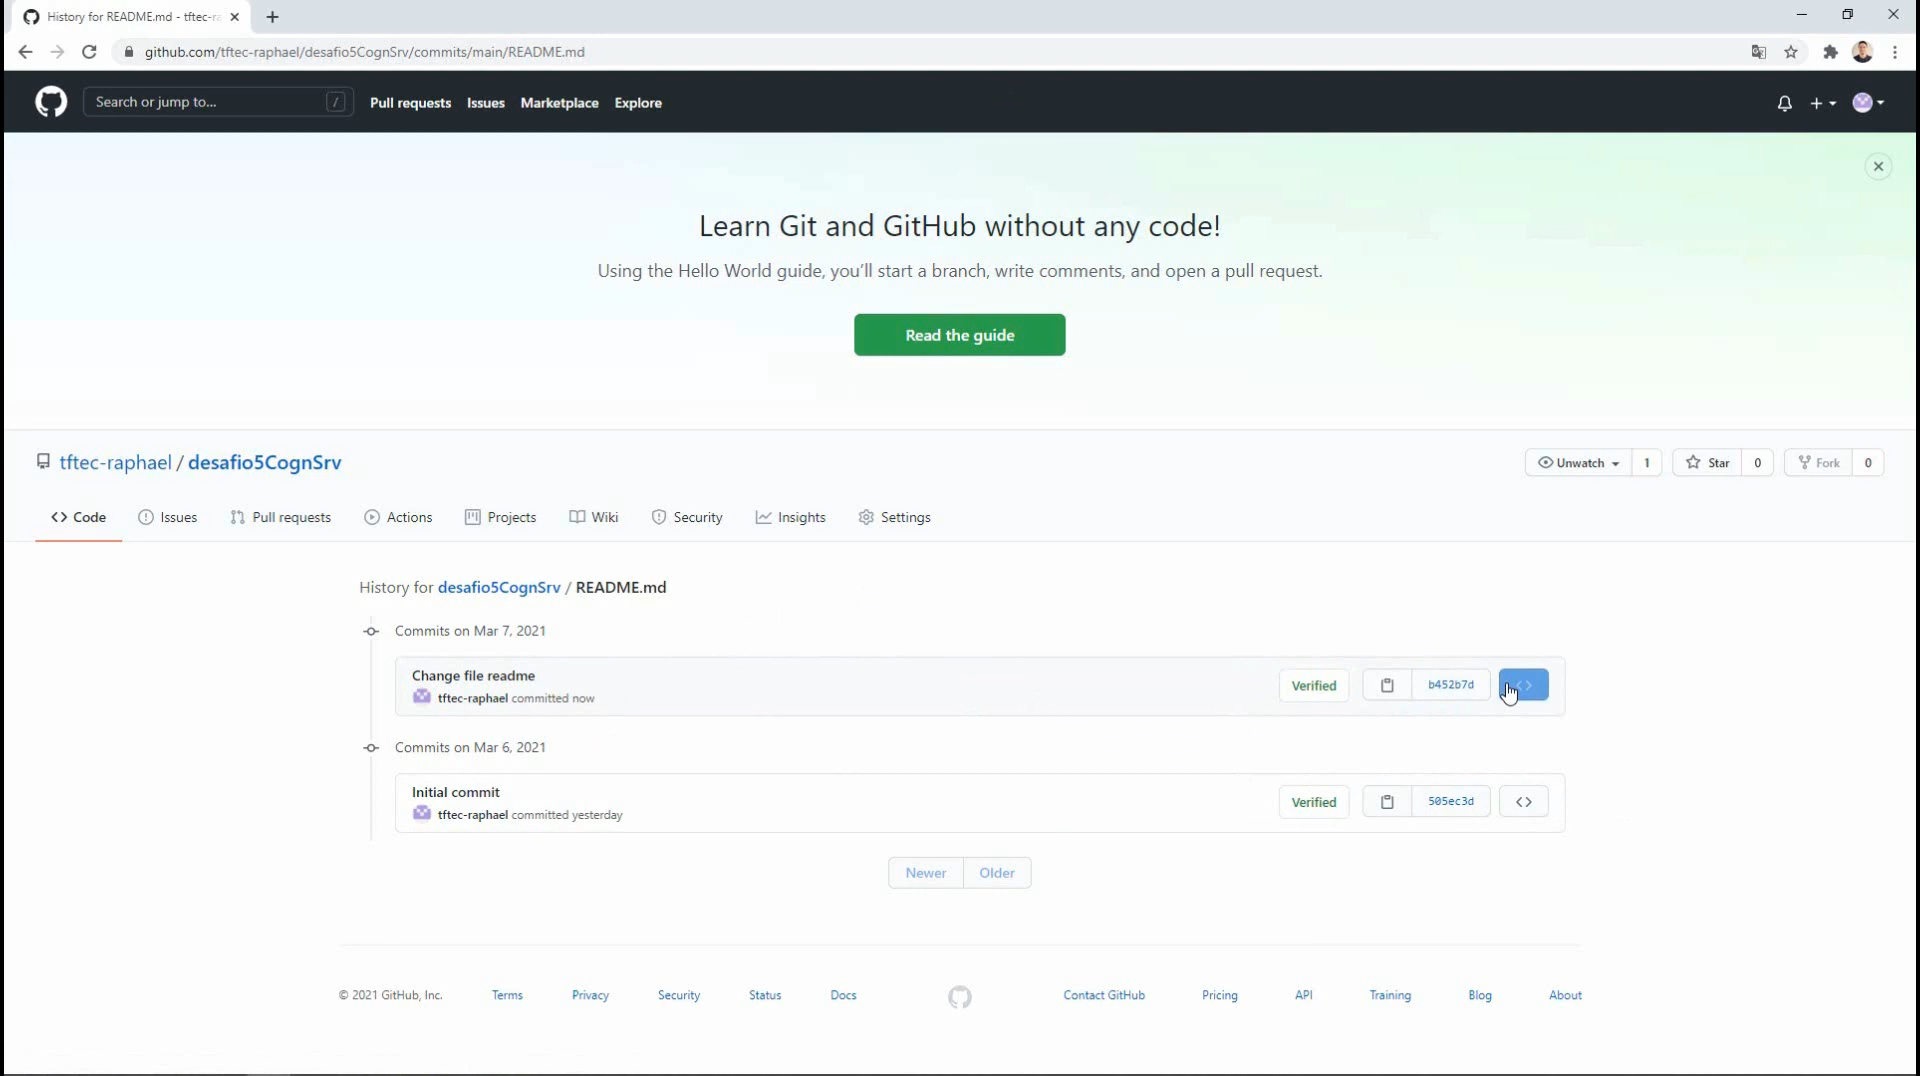 History for README.md - tftec-ra
github.com/tftec-raphael/desafio5CognSrv/commits/main/README.md
Search or jump to... / Pull requests Issues Marketplace Explore
Learn Git and GitHub without any code!
Using the Hello World guide, you'll start a branch, write comments, and open a pull request.
Read the guide
tftec-raphael / desafio5CognSrv Unwatch 1 Star 0 Fork 0
Code Issues Pull requests Actions Projects Wiki Security Insights Settings
History for desafio5CognSrv / README.md
Commits on Mar 7, 2021
Change file readme
tftec-raphael committed now
Verified b452b7d
Commits on Mar 6, 2021
Initial commit
tftec-raphael committed yesterday
Verified 505ec3d
Newer Older
© 2021 GitHub, Inc. Terms Privacy Security Status Docs Contact GitHub Pricing API Training Blog About